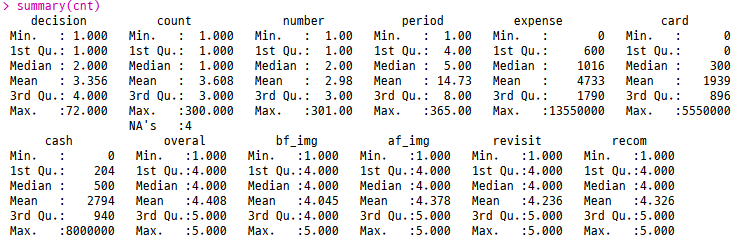 > summary(cnt)
decision count number period expense card
Min. : 1.000 Min. : 1.000 Min. : 1.00 Min. : 1.00 Min. : 0 Min. : 0
1st Qu.: 1.000 1st Qu.: 1.000 1st Qu.: 1.00 1st Qu.: 4.00 1st Qu.: 600 1st Qu.: 0
Median : 2.000 Median : 1.000 Median : 2.00 Median : 5.00 Median : 1016 Median : 300
Mean : 3.356 Mean : 3.608 Mean : 2.98 Mean : 14.73 Mean : 4733 Mean : 1939
3rd Qu.: 4.000 3rd Qu.: 3.000 3rd Qu.: 3.00 3rd Qu.: 8.00 3rd Qu.: 1790 3rd Qu.: 896
Max. :72.000 Max. :300.000 Max. :301.00 Max. :365.00 Max. :13550000 Max. :5550000
NA's :4
cash overal bf_img af_img revisit recom
Min. : 0 Min. :1.000 Min. :1.000 Min. :1.000 Min. :1.000 Min. :1.000
1st Qu.: 204 1st Qu.:4.000 1st Qu.:4.000 1st Qu.:4.000 1st Qu.:4.000 1st Qu.:4.000
Median : 500 Median :4.000 Median :4.000 Median :4.000 Median :4.000 Median :4.000
Mean : 2794 Mean :4.408 Mean :4.045 Mean :4.378 Mean :4.236 Mean :4.326
3rd Qu.: 940 3rd Qu.:5.000 3rd Qu.:4.000 3rd Qu.:5.000 3rd Qu.:5.000 3rd Qu.:5.000
Max. :8000000 Max. :5.000 Max. :5.000 Max. :5.000 Max. :5.000 Max. :5.000